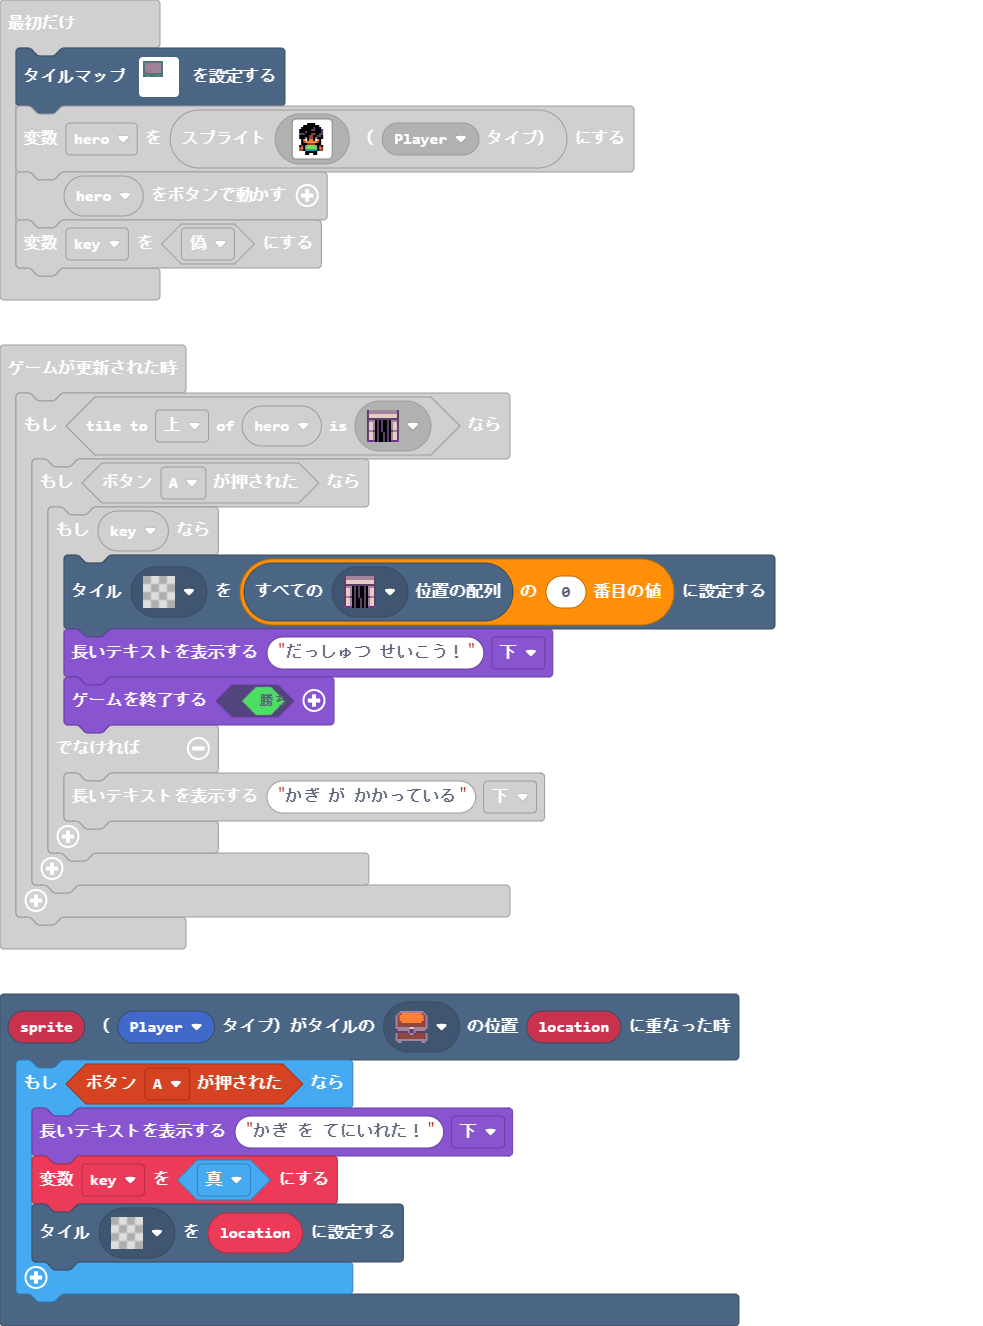 最初だけ
タイルマップ を設定する
変数 hero を スプライト ( Player タイプ) にする
hero をボタンで動かす
変数 key を 偽 にする
ゲームが更新された時
もし tile to 上 of hero is なら
もし ボタン A が押された なら
もし key なら
タイル を すべての 位置の配列 の 0 番目の値 に設定する
長いテキストを表示する "だっしゅつ せいこう!" 下
ゲームを終了する 勝ち
でなければ
長いテキストを表示する "かぎ が かかっている" 下
sprite ( Player タイプ) がタイルの の位置 location に重なった時
もし ボタン A が押された なら
長いテキストを表示する "かぎ を てにいれた!" 下
変数 key を 真 にする
タイル を location に設定する